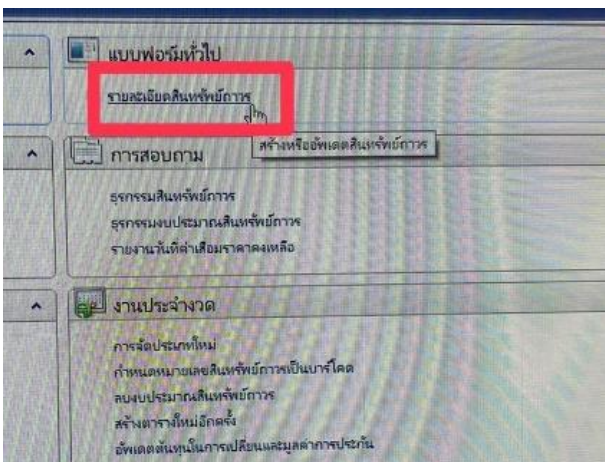 แบบฟอร์มทั่วไป
รายละเอียดสินทรัพย์ถาวร
สร้างหรืออัพเดตสินทรัพย์ถาวร
การสอบถาม
ธุรกรรมสินทรัพย์ถาวร
ธุรกรรมงบประมาณสินทรัพย์ถาวร
รายงานวันที่ค่าเสื่อมราคาคงเหลือ
งานประจำงวด
การจัดประเภทใหม่
กำหนดหมายเลขสินทรัพย์ถาวรเป็นบาร์โคด
ลบงบประมาณสินทรัพย์ถาวร
สร้างตารางใหม่อีกครั้ง
อัพเดตต้นทุนในการเปลี่ยนและมูลค่าการประกัน